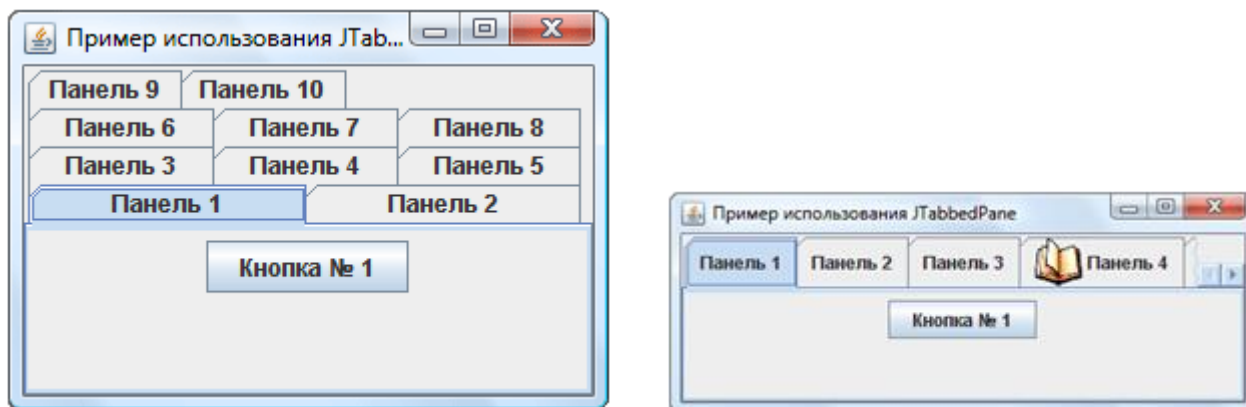 Пример использования JTab...
Панель 9 Панель 10
Панель 6 Панель 7 Панель 8
Панель 3 Панель 4 Панель 5
Панель 1 Панель 2
Кнопка № 1
Пример использования JTabbedPane
Панель 1 Панель 2 Панель 3 Панель 4
Кнопка № 1